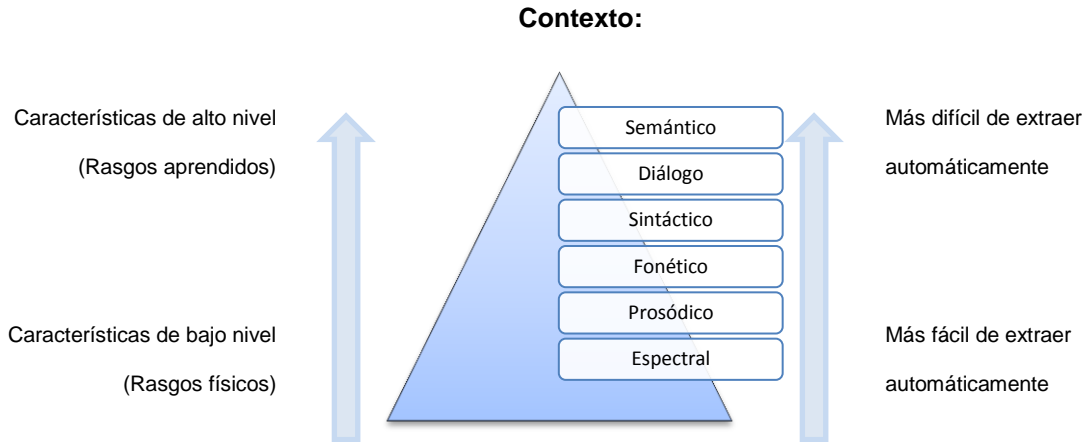 Contexto:
Características de alto nivel
(Rasgos aprendidos)
Semántico
Diálogo
Sintáctico
Fonético
Prosódico
Espectral
Más difícil de extraer
automáticamente
Características de bajo nivel
(Rasgos físicos)
Más fácil de extraer
automáticamente